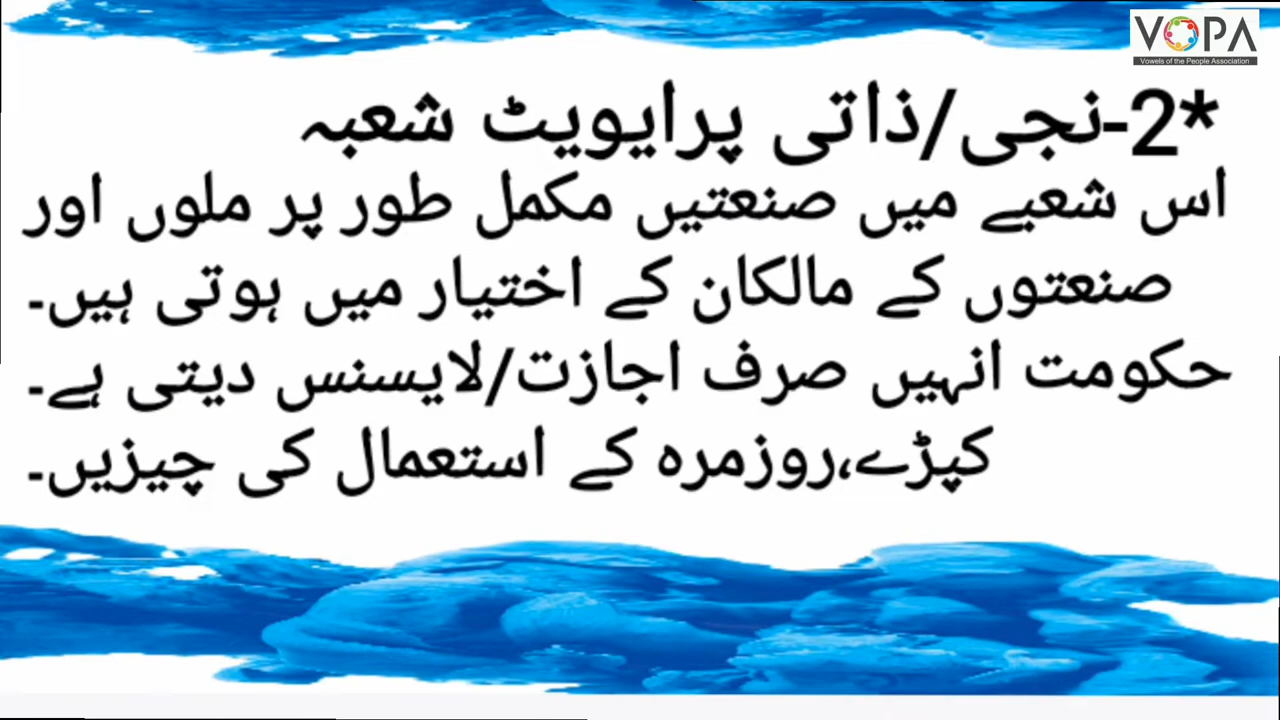 VOPA
Vowels of the People Association
*2-نجی/ذاتی پرایویٹ شعبہ
اس شعبے میں صنعتیں مکمل طور پر ملوں اور
صنعتوں کے مالکان کے اختیار میں ہوتی ہیں۔
حکومت انہیں صرف اجازت/لایسنس دیتی ہے۔
کپڑے،روزمرہ کے استعمال کی چیزیں۔